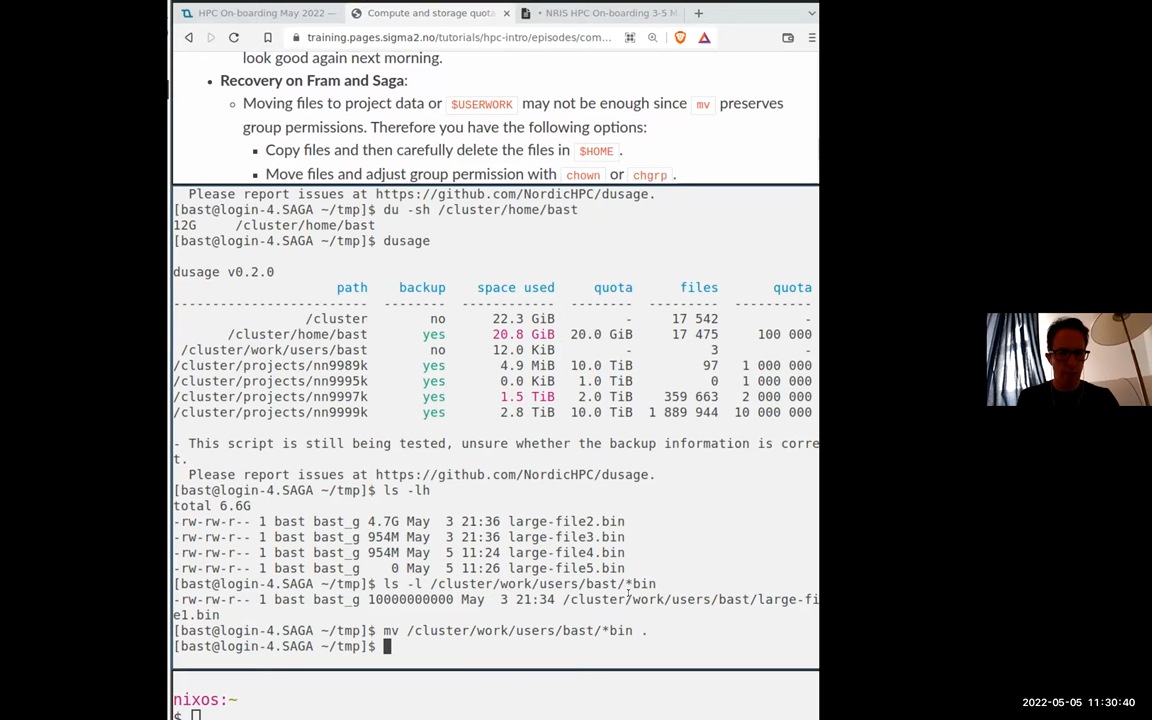 HPC On-boarding May 2022 —
Compute and storage quota
• NRIS HPC On-boarding 3-5 M
training.pages.sigma2.no/tutorials/hpc-intro/episodes/com...
look good again next morning.
Recovery on Fram and Saga:
Moving files to project data or $USERWORK may not be enough since mv preserves
group permissions. Therefore you have the following options:
Copy files and then carefully delete the files in $HOME.
Move files and adjust group permission with chown or chgrp.
Please report issues at https://github.com/NordicHPC/dusage.
[bast@login-4.SAGA ~/tmp]$ du -sh /cluster/home/bast
12G /cluster/home/bast
[bast@login-4.SAGA ~/tmp]$ dusage
dusage v0.2.0
path backup space used quota files quota
----------------------- -------- ------------ -------- --------- ----------
/cluster no 22.3 GiB - 17 542 -
/cluster/home/bast yes 20.8 GiB 20.0 GiB 17 475 100 000
/cluster/work/users/bast no 12.0 KiB - 3 -
/cluster/projects/nn9989k yes 4.9 MiB 10.0 TiB 97 1 000 000
/cluster/projects/nn9995k yes 0.0 KiB 1.0 TiB 0 1 000 000
/cluster/projects/nn9997k yes 1.5 TiB 2.0 TiB 359 663 2 000 000
/cluster/projects/nn9999k yes 2.8 TiB 10.0 TiB 1 889 944 10 000 000
- This script is still being tested, unsure whether the backup information is corre
t.
Please report issues at https://github.com/NordicHPC/dusage.
[bast@login-4.SAGA ~/tmp]$ ls -lh
total 6.6G
-rw-rw-r-- 1 bast bast_g 4.7G May 3 21:36 large-file2.bin
-rw-rw-r-- 1 bast bast_g 954M May 3 21:36 large-file3.bin
-rw-rw-r-- 1 bast bast_g 954M May 5 11:24 large-file4.bin
-rw-rw-r-- 1 bast bast_g 0 May 5 11:26 large-file5.bin
[bast@login-4.SAGA ~/tmp]$ ls -l /cluster/work/users/bast/*bin
-rw-rw-r-- 1 bast bast_g 10000000000 May 3 21:34 /cluster/work/users/bast/large-fi
e1.bin
[bast@login-4.SAGA ~/tmp]$ mv /cluster/work/users/bast/*bin .
[bast@login-4.SAGA ~/tmp]$
nixos:~
$
2022-05-05 11:30:40